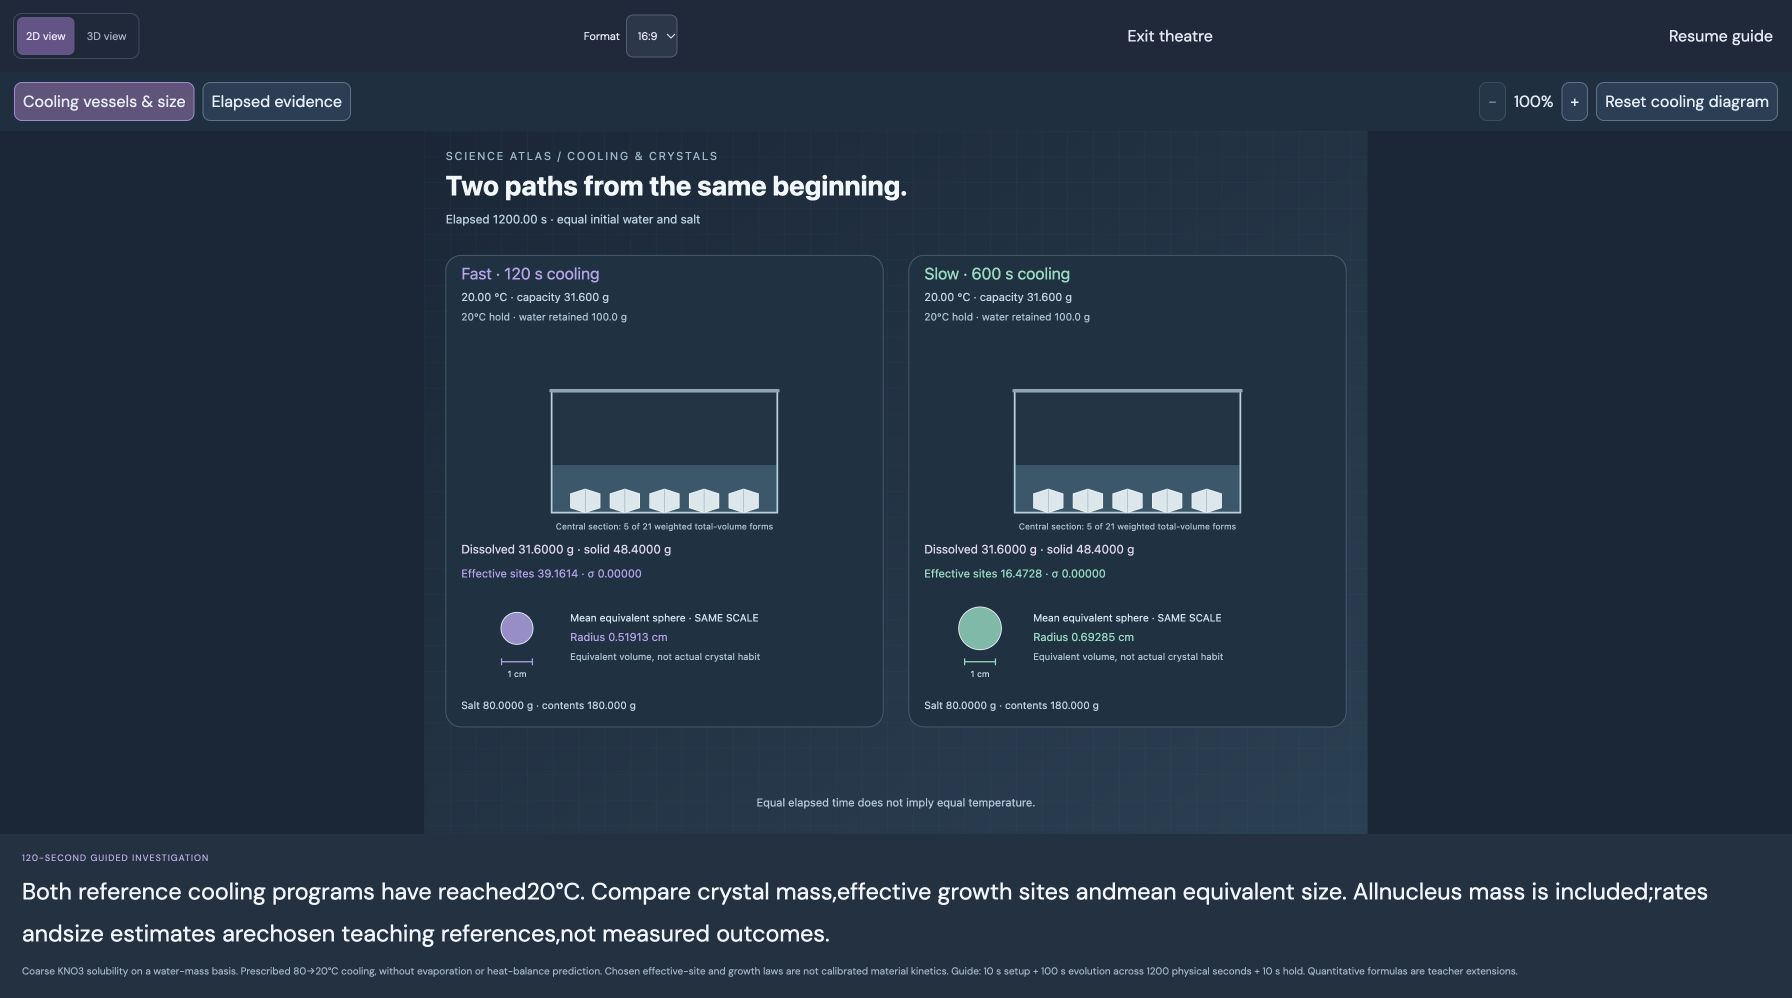 2D view
3D view
Format
16:9
Exit theatre
Resume guide
Cooling vessels & size
Elapsed evidence
−
100%
+
Reset cooling diagram
SCIENCE ATLAS / COOLING & CRYSTALS
Two paths from the same beginning.
Elapsed 1200.00 s · equal initial water and salt
Fast · 120 s cooling
20.00 °C · capacity 31.600 g
20°C hold · water retained 100.0 g
Central section: 5 of 21 weighted total-volume forms
Dissolved 31.6000 g · solid 48.4000 g
Effective sites 39.1614 · σ 0.00000
Mean equivalent sphere · SAME SCALE
Radius 0.51913 cm
Equivalent volume, not actual crystal habit
1 cm
Salt 80.0000 g · contents 180.000 g
Slow · 600 s cooling
20.00 °C · capacity 31.600 g
20°C hold · water retained 100.0 g
Central section: 5 of 21 weighted total-volume forms
Dissolved 31.6000 g · solid 48.4000 g
Effective sites 16.4728 · σ 0.00000
Mean equivalent sphere · SAME SCALE
Radius 0.69285 cm
Equivalent volume, not actual crystal habit
1 cm
Salt 80.0000 g · contents 180.000 g
Equal elapsed time does not imply equal temperature.
120-SECOND GUIDED INVESTIGATION
Both reference cooling programs have reached20°C. Compare crystal mass,effective growth sites andmean equivalent size. Allnucleus mass is included;rates
andsize estimates arechosen teaching references,not measured outcomes.
Coarse KNO3 solubility on a water-mass basis. Prescribed 80→20°C cooling, without evaporation or heat-balance prediction. Chosen effective-site and growth laws are not calibrated material kinetics. Guide: 10 s setup + 100 s evolution across 1200 physical seconds + 10 s hold. Quantitative formulas are teacher extensions.